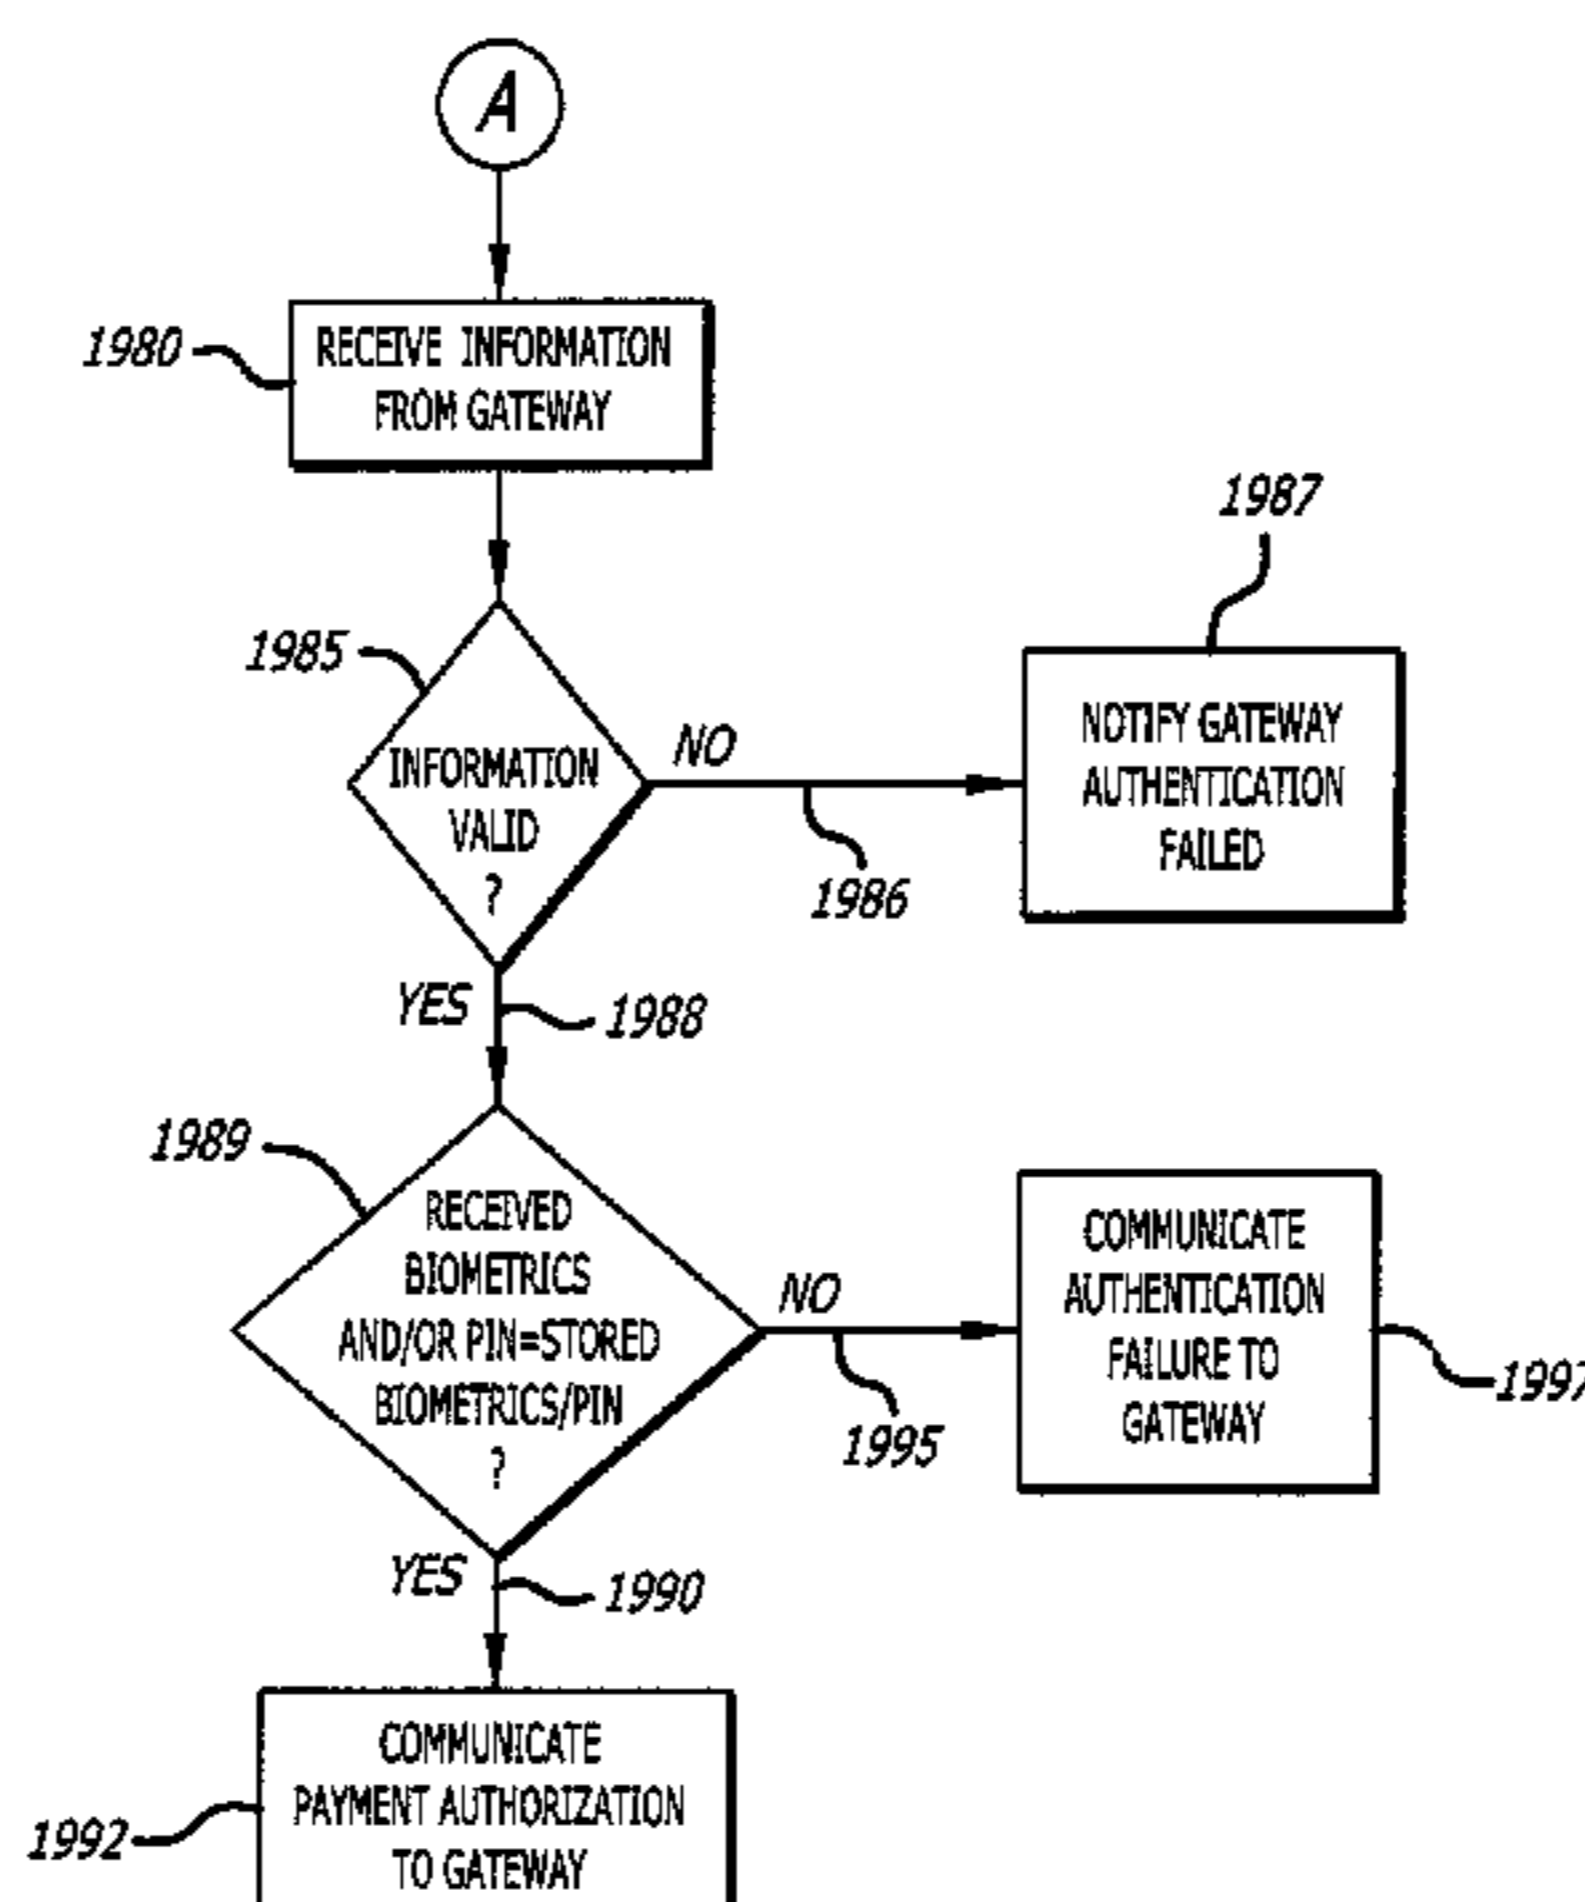 A
1980
RECEIVE INFORMATION
FROM GATEWAY
1987
1985
INFORMATION
VALID
?
NO
1986
NOTIFY GATEWAY
AUTHENTICATION
FAILED
YES
1988
1989
RECEIVED
BIOMETRICS
AND/OR PIN=STORED
BIOMETRICS/PIN
?
NO
1995
COMMUNICATE
AUTHENTICATION
FAILURE TO
GATEWAY
1997
YES
1990
1992
COMMUNICATE
PAYMENT AUTHORIZATION
TO GATEWAY